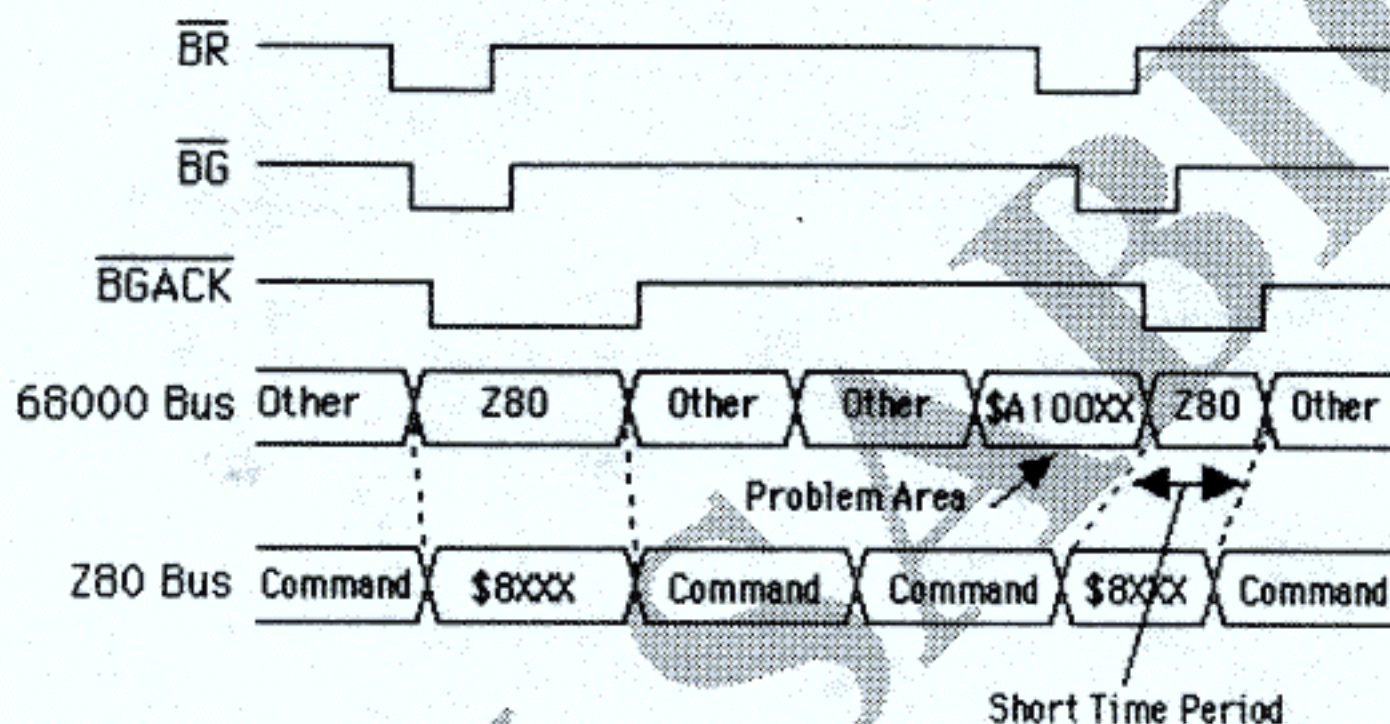 BR
BG
BGACK
68000 Bus Other Z80 Other Other $A100XX Z80 Other
Problem Area
Z80 Bus Command $8XXX Command Command $8XXX Command
Short Time Period